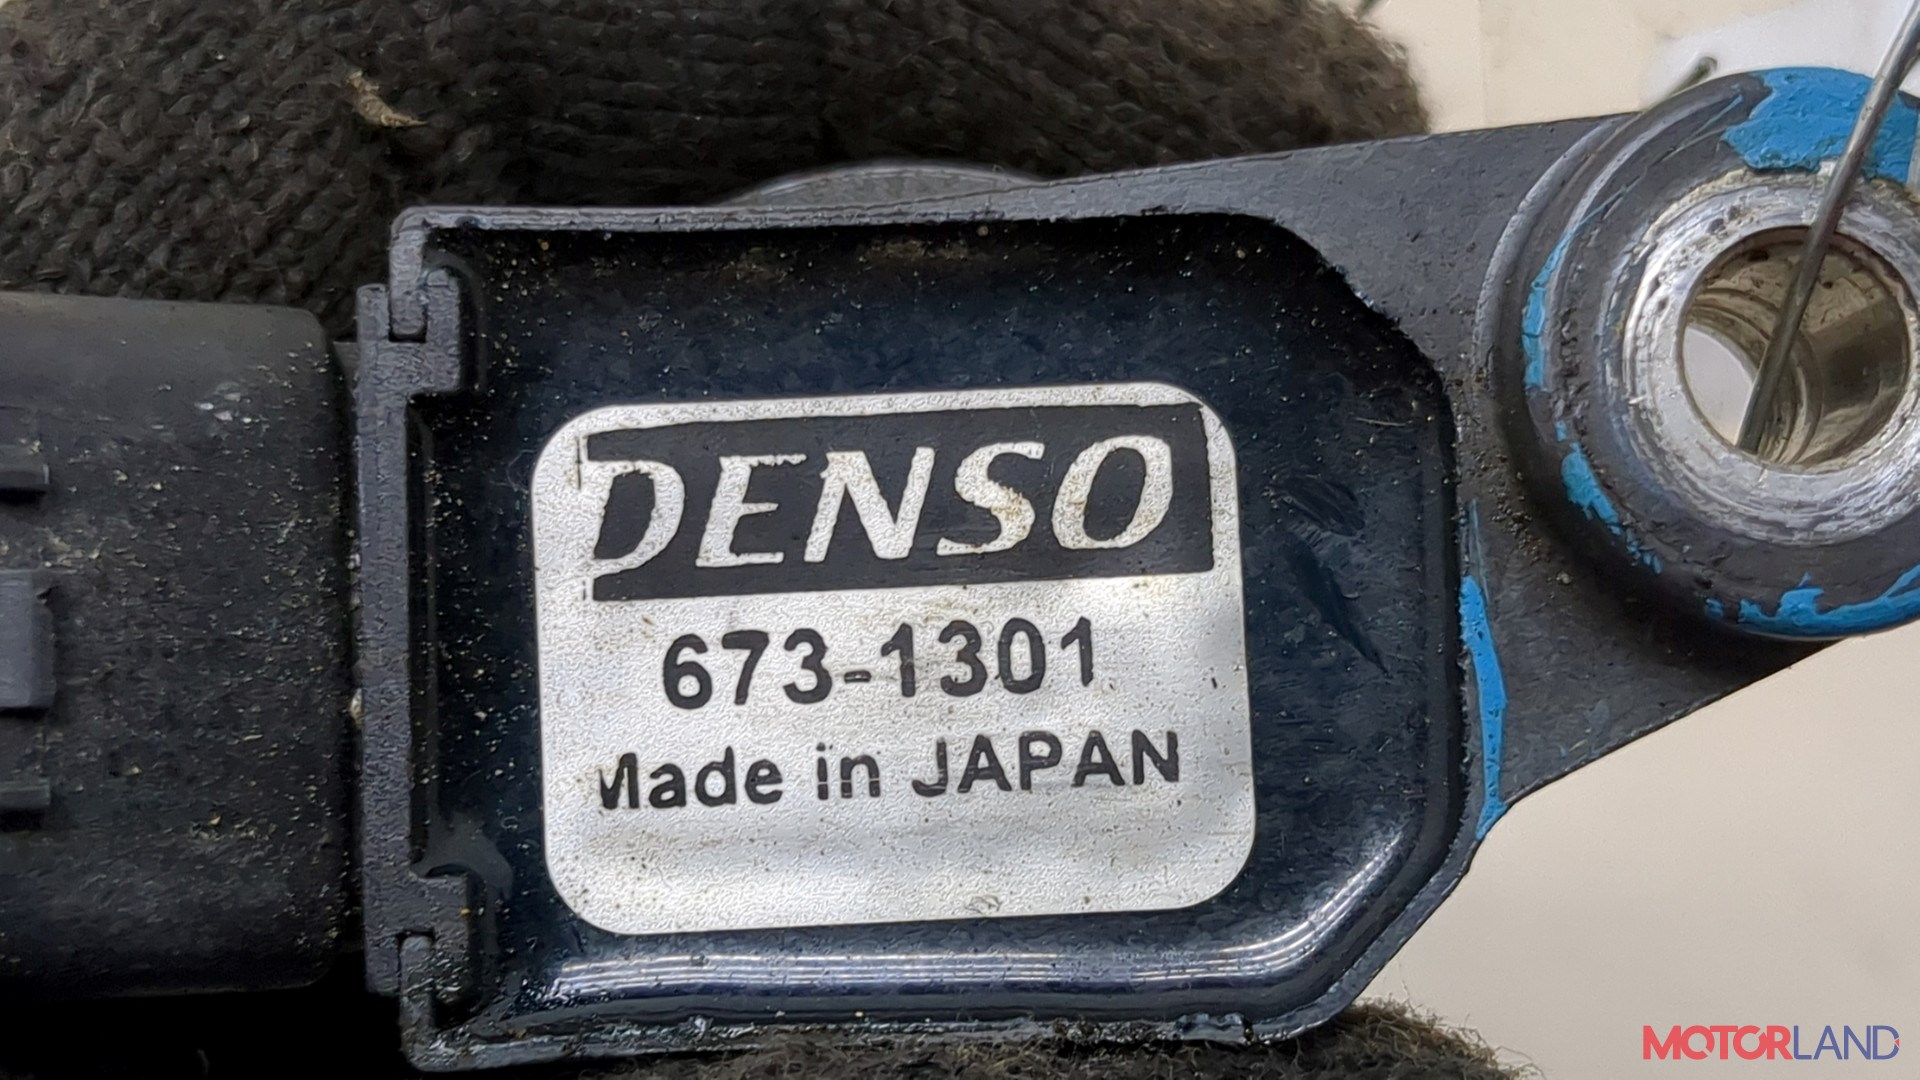 DENSO
673-1301
Made in JAPAN
MOTORLAND